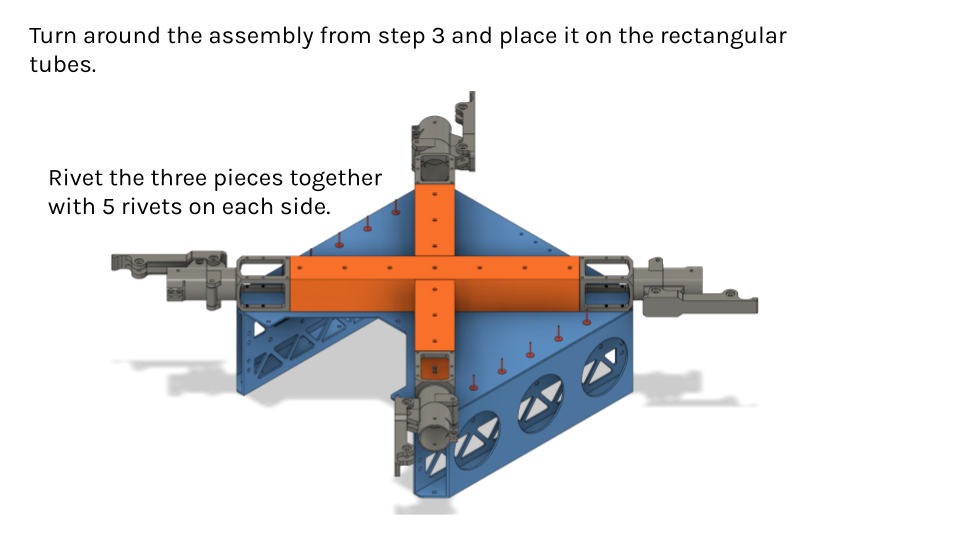 Turn around the assembly from step 3 and place it on the rectangular
tubes.
Rivet the three pieces together
with 5 rivets on each side.